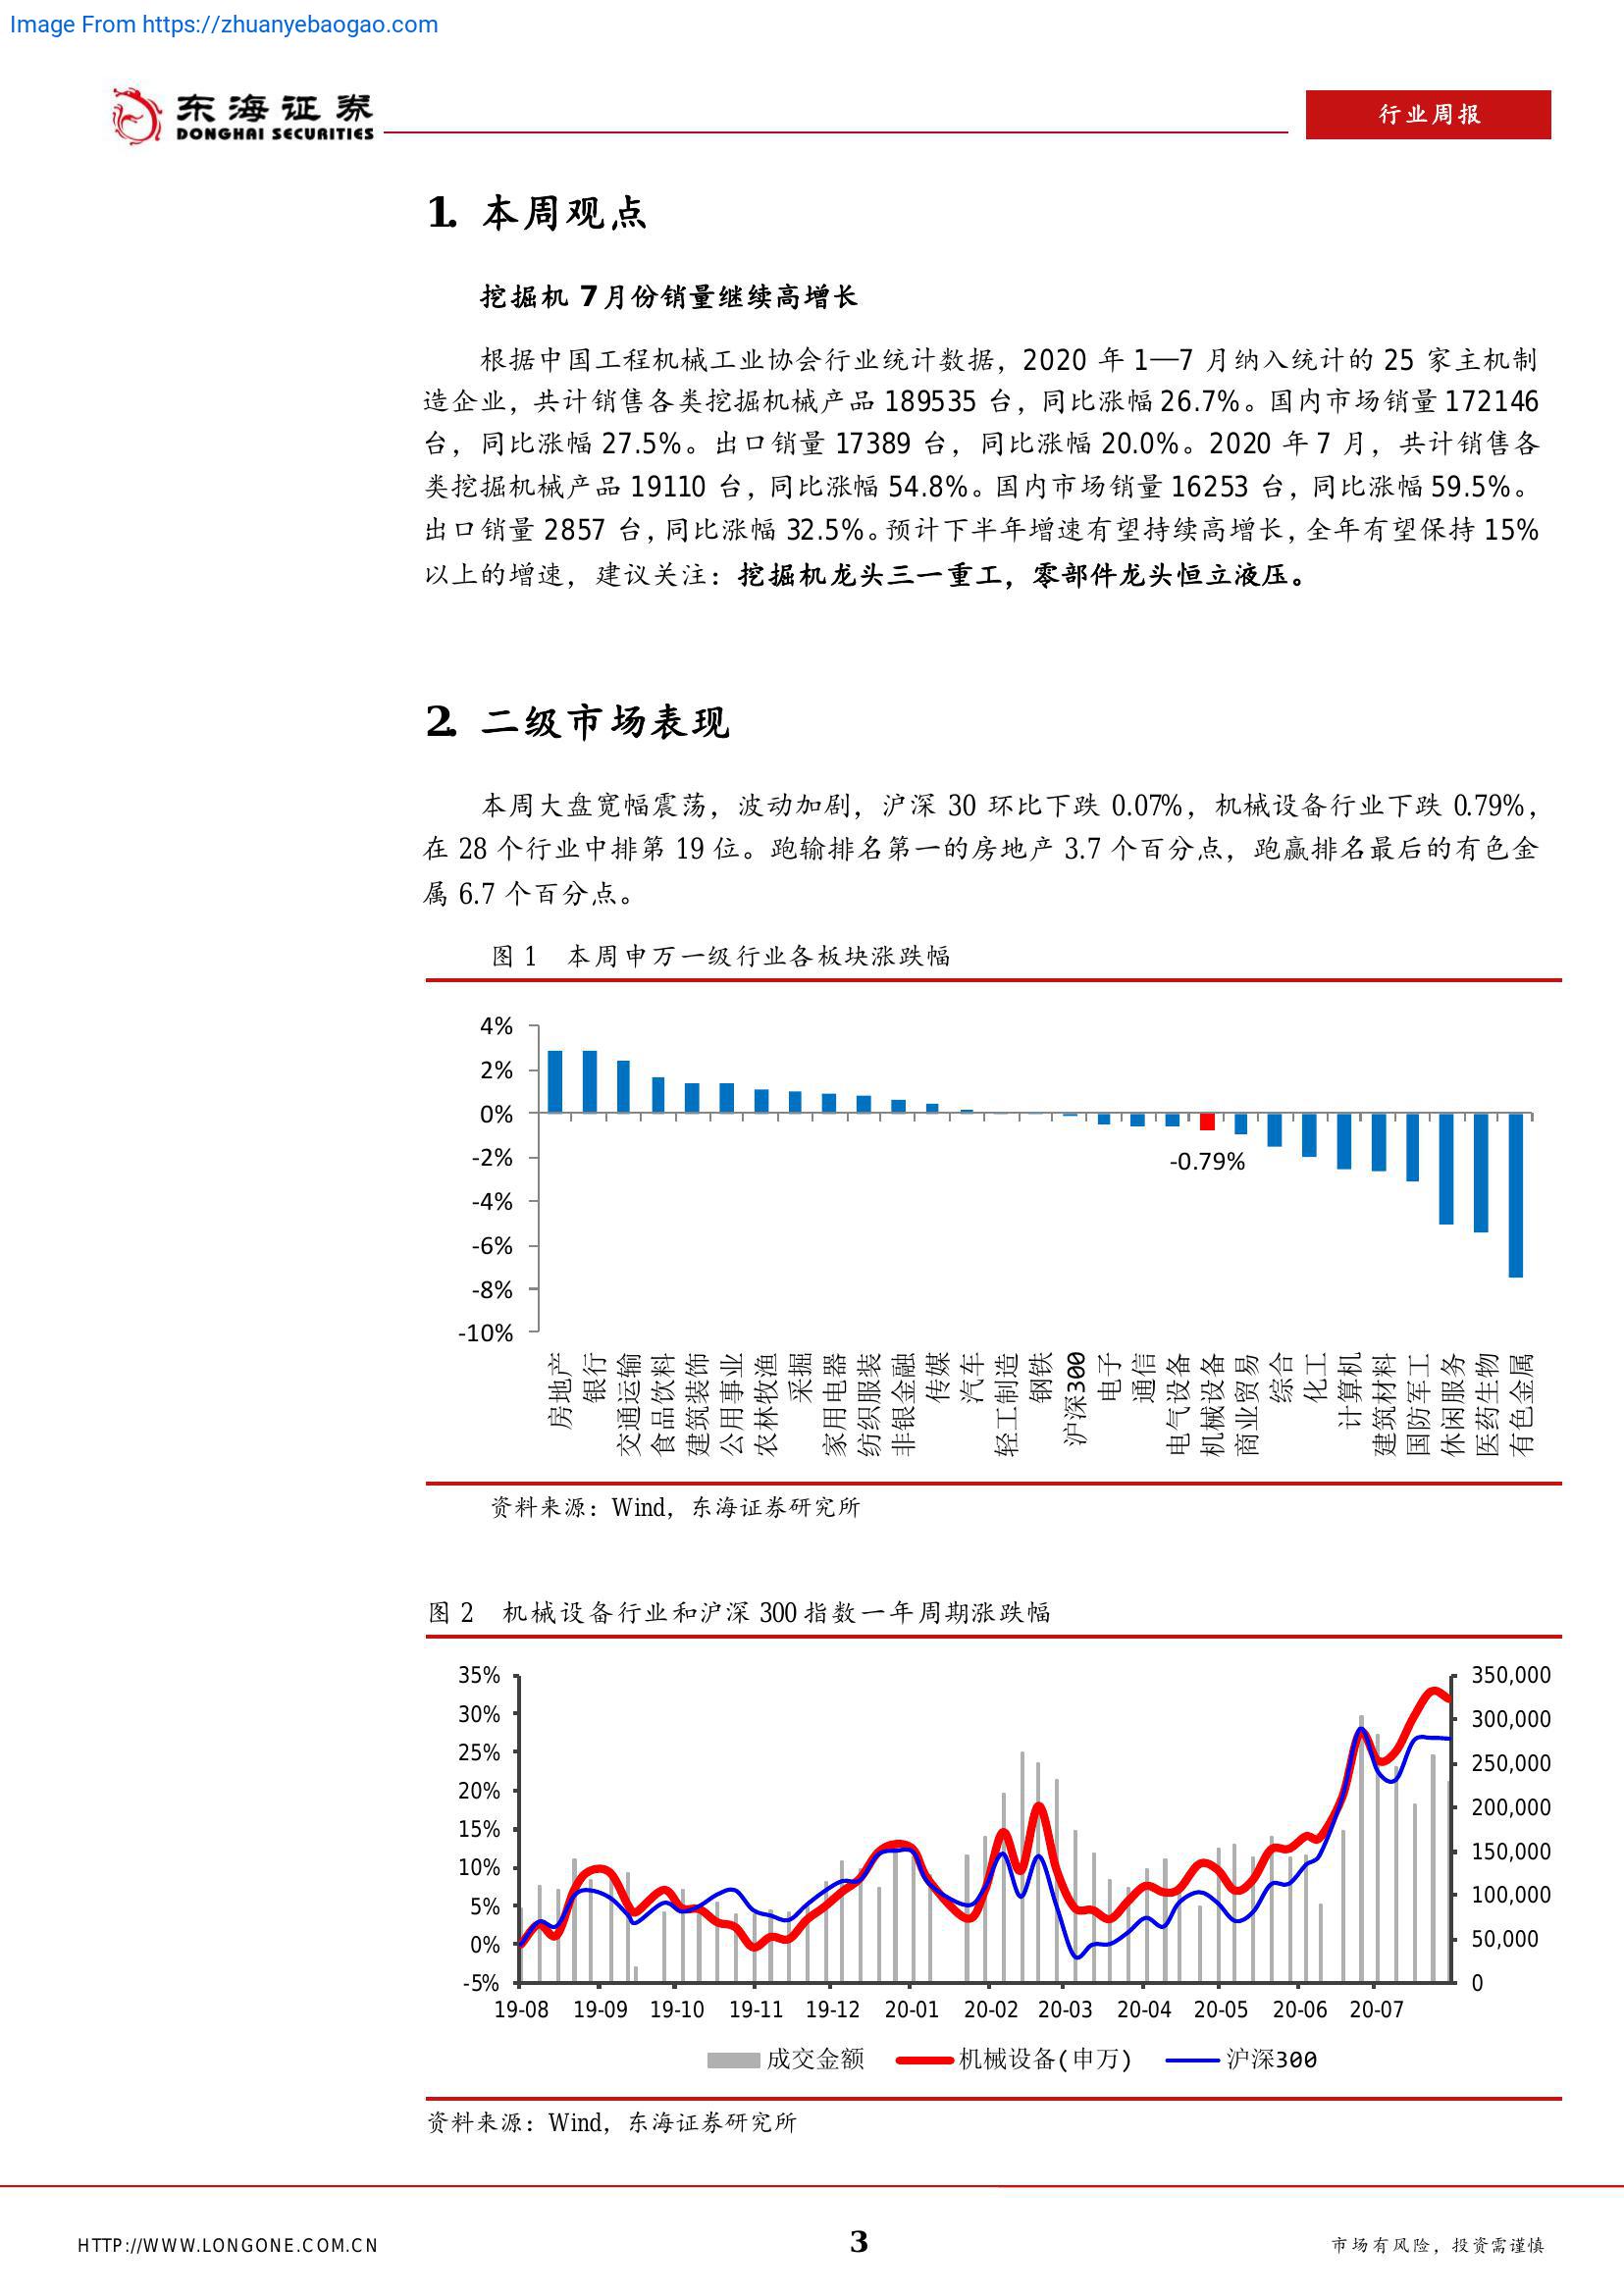 Image From https://zhuanyebaogao.com
东海证券
DONGHAI SECURITIES
行业周报
1. 本周观点
挖掘机 7月份销量继续高增长
根据中国工程机械工业协会行业统计数据，2020 年 1—7 月纳入统计的 25 家主机制
造企业，共计销售各类挖掘机械产品 189535 台，同比涨幅 26.7%。国内市场销量 172146
台，同比涨幅 27.5%。出口销量 17389 台，同比涨幅 20.0%。2020 年 7 月，共计销售各
类挖掘机械产品 19110 台，同比涨幅 54.8%。国内市场销量 16253 台，同比涨幅 59.5%。
出口销量 2857 台，同比涨幅 32.5%。预计下半年增速有望持续高增长，全年有望保持 15%
以上的增速，建议关注：挖掘机龙头三一重工，零部件龙头恒立液压。
2. 二级市场表现
本周大盘宽幅震荡，波动加剧，沪深 30 环比下跌 0.07%，机械设备行业下跌 0.79%，
在 28 个行业中排第 19 位。跑输排名第一的房地产 3.7 个百分点，跑赢排名最后的有色金
属 6.7 个百分点。
图 1 本周申万一级行业各板块涨跌幅
4%
2%
0%
-2%
-4%
-6%
-8%
-10%
-0.79%
房地产 银行 交通运输 食品饮料 建筑装饰 公用事业 农林牧渔 采掘 家用电器 纺织服装 非银金融 传媒 汽车 轻工制造 钢铁 沪深300 电子 通信 电气设备 机械设备 商业贸易 综合 化工 计算机 建筑材料 国防军工 休闲服务 医药生物 有色金属
资料来源：Wind，东海证券研究所
图 2 机械设备行业和沪深 300 指数一年周期涨跌幅
35% 350,000
30% 300,000
25% 250,000
20% 200,000
15% 150,000
10% 100,000
5% 50,000
0% 0
-5%
19-08 19-09 19-10 19-11 19-12 20-01 20-02 20-03 20-04 20-05 20-06 20-07
成交金额 机械设备(申万) 沪深300
资料来源：Wind，东海证券研究所
HTTP://WWW.LONGONE.COM.CN 3 市场有风险，投资需谨慎